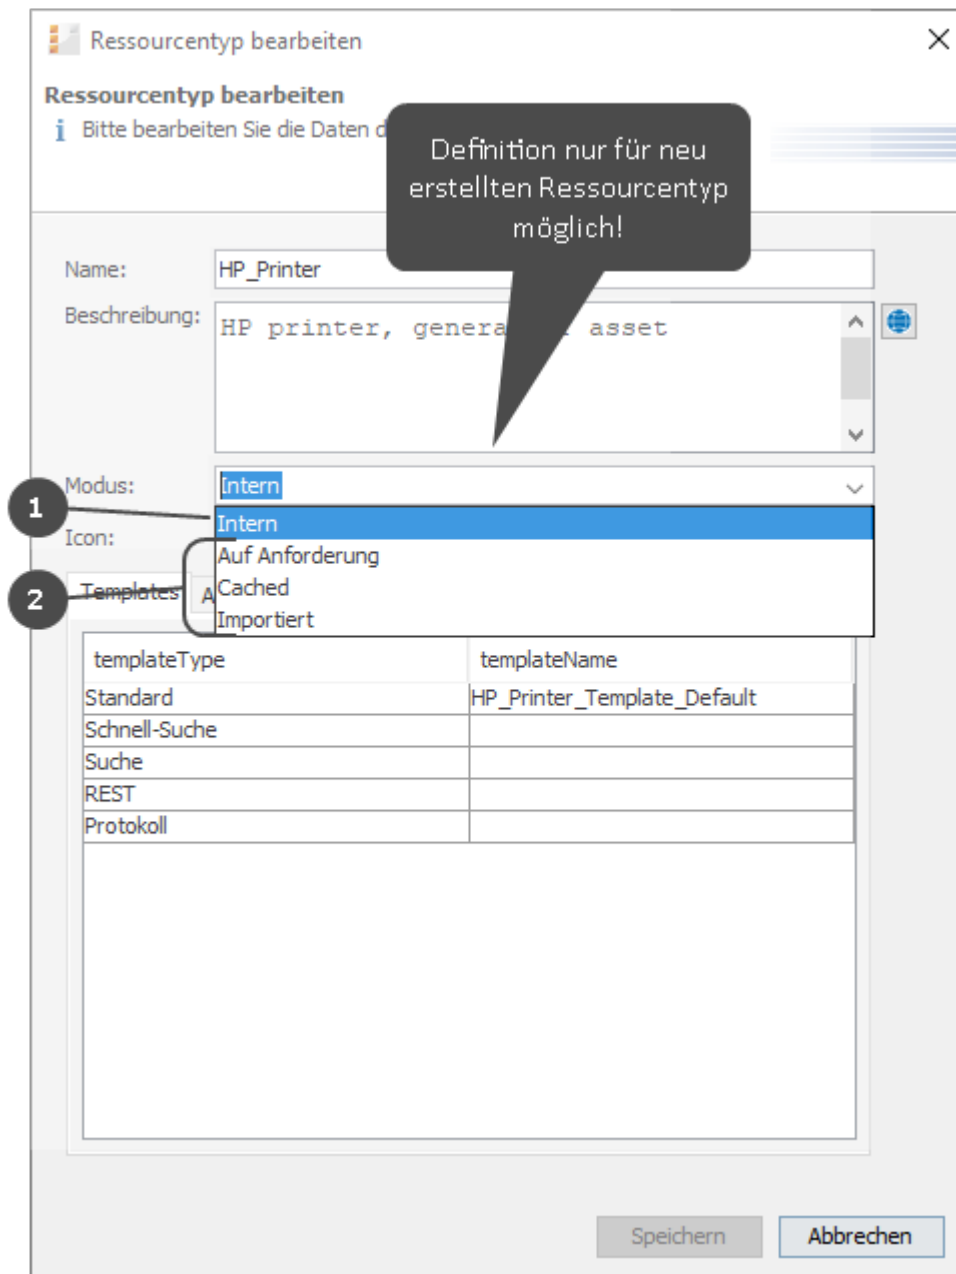 Ressourcentyp bearbeiten
Ressourcentyp bearbeiten
Bitte bearbeiten Sie die Daten
Definition nur für neu
erstellten Ressourcentyp
möglich!
Name: HP_Printer
Beschreibung: HP printer, asset
Modus: Intern
1
Intern
Icon:
Auf Anforderung
2
Cached
Templates A
Importiert
templateType templateName
Standard HP_Printer_Template_Default
Schnell-Suche
Suche
REST
Protokoll
Speichern Abbrechen